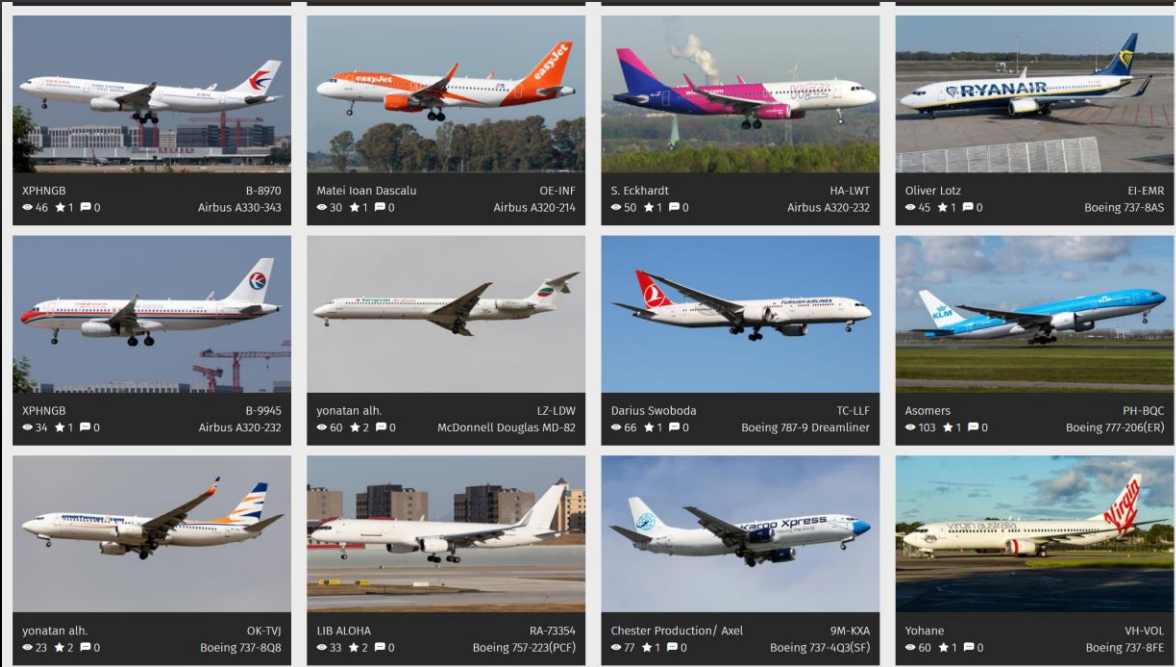 easyJet
easyJet
RYANAIR
XPHNGB B-8970
46 1 0 Airbus A330-343
Matei Ioan Dascalu OE-INF
30 1 0 Airbus A320-214
S. Eckhardt HA-LWT
50 1 0 Airbus A320-232
Oliver Lotz EI-EMR
45 1 0 Boeing 737-8AS
TURKISH AIRLINES
KLM
XPHNGB B-9945
34 1 0 Airbus A320-232
yonatan alh. LZ-LDW
60 2 0 McDonnell Douglas MD-82
Darius Swoboda TC-LLF
66 1 0 Boeing 787-9 Dreamliner
Asomers PH-BQC
103 1 0 Boeing 777-206(ER)
Kargo Xpress
virgin australia
Virgin
yonatan alh. OK-TVJ
23 2 0 Boeing 737-8Q8
LIB ALOHA RA-73354
33 2 0 Boeing 757-223(PCF)
Chester Production/ Axel 9M-KXA
77 1 0 Boeing 737-4Q3(SF)
Yohane VH-VOL
60 1 0 Boeing 737-8FE